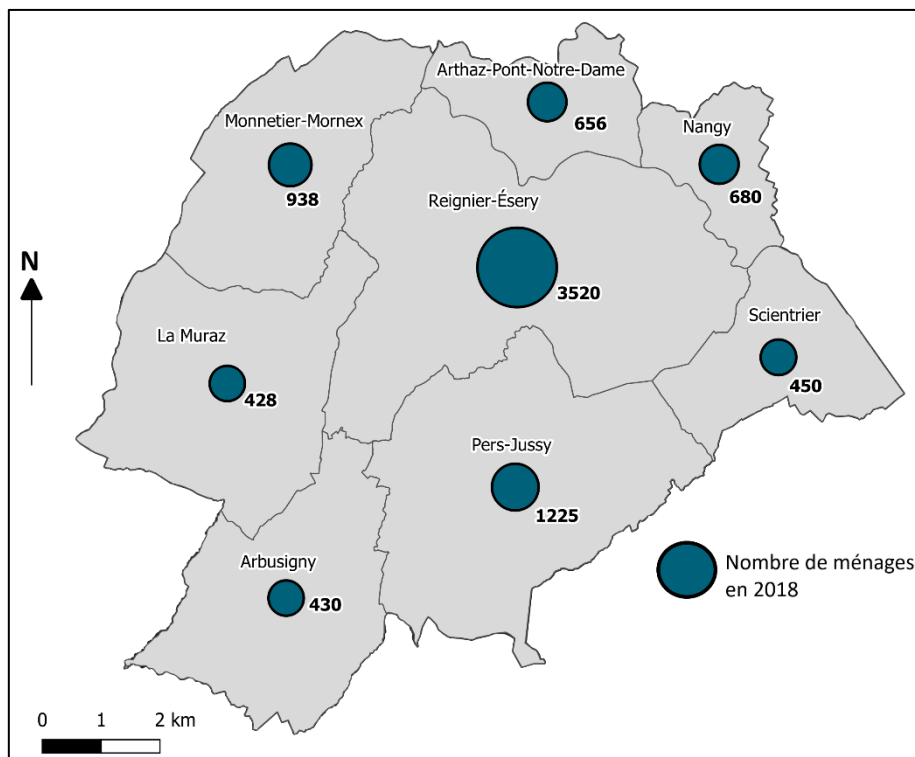 Arthaz-Pont-Notre-Dame
656
Monnetier-Mornex
938
Nangy
680
Reignier-Ésery
3520
N
Scientrier
450
La Muraz
428
Pers-Jussy
1225
Arbusigny
430
Nombre de ménages
en 2018
0 1 2 km